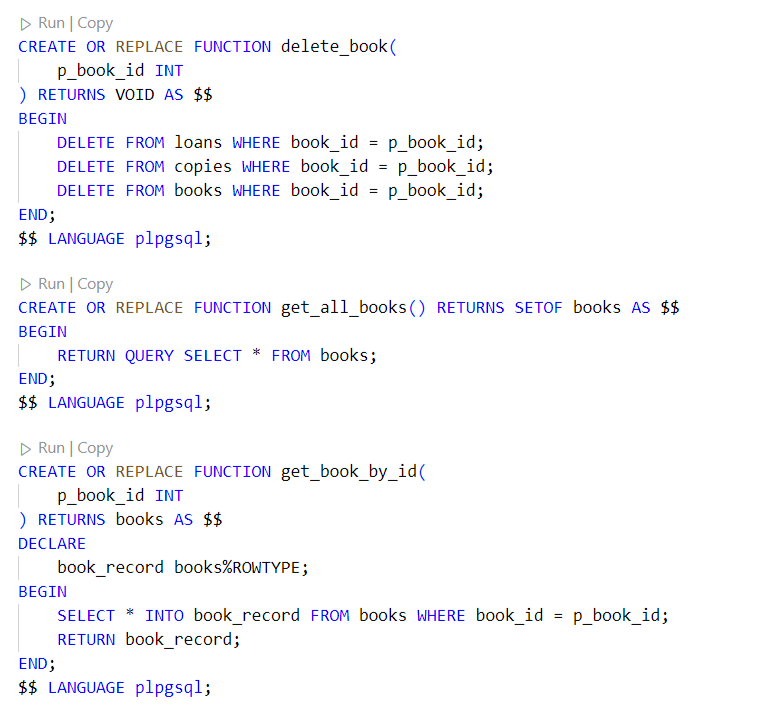 Run | Copy
CREATE OR REPLACE FUNCTION delete_book(
    p_book_id INT
) RETURNS VOID AS $$
BEGIN
    DELETE FROM loans WHERE book_id = p_book_id;
    DELETE FROM copies WHERE book_id = p_book_id;
    DELETE FROM books WHERE book_id = p_book_id;
END;
$$ LANGUAGE plpgsql;
Run | Copy
CREATE OR REPLACE FUNCTION get_all_books() RETURNS SETOF books AS $$
BEGIN
    RETURN QUERY SELECT * FROM books;
END;
$$ LANGUAGE plpgsql;
Run | Copy
CREATE OR REPLACE FUNCTION get_book_by_id(
    p_book_id INT
) RETURNS books AS $$
DECLARE
    book_record books%ROWTYPE;
BEGIN
    SELECT * INTO book_record FROM books WHERE book_id = p_book_id;
    RETURN book_record;
END;
$$ LANGUAGE plpgsql;